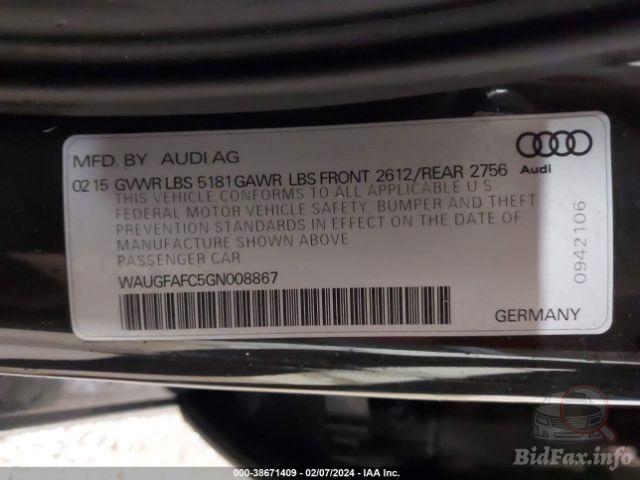 MFD. BY AUDI AG
Audi
02 15 GVWR LBS 5181 GAWR LBS FRONT 2612/REAR 2756
THIS VEHICLE CONFORMS TO ALL APPLICABLE U S
FEDERAL MOTOR VEHICLE SAFETY, BUMPER AND THEFT
PREVENTION STANDARDS IN EFFECT ON THE DATE OF
MANUFACTURE SHOWN ABOVE
PASSENGER CAR
0942106
WAUGFAFC5GN008867
GERMANY
BidFax.info
000-38671409 - 02/07/2024 - IAA Inc.